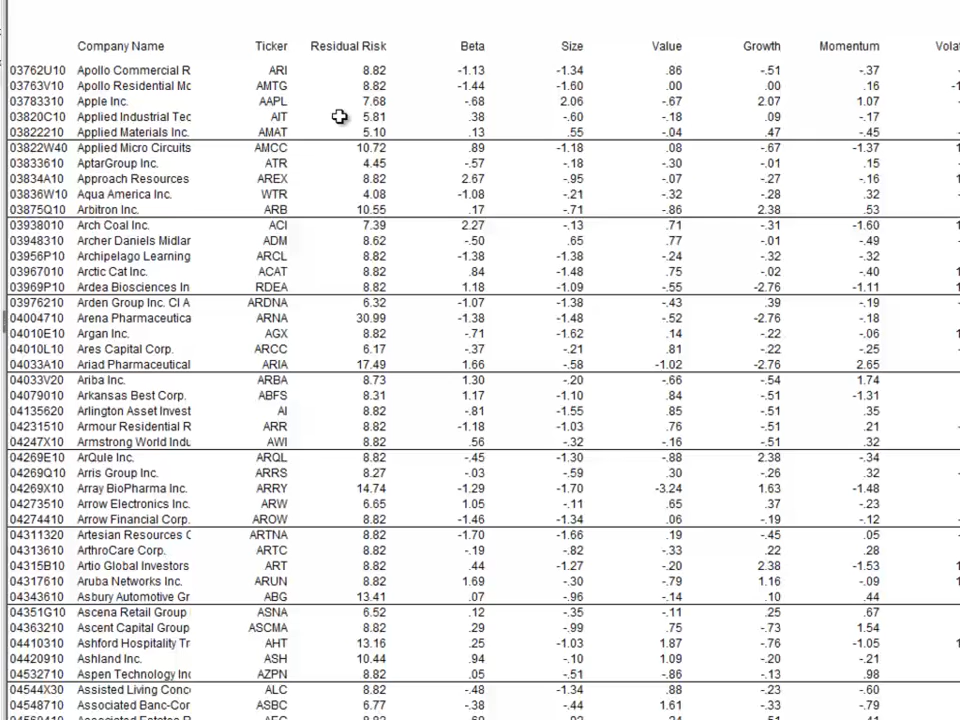 Company Name Ticker Residual Risk Beta Size Value Growth Momentum Volat
03762U10 Apollo Commercial R ARI 8.82 -1.13 -1.34 .86 -.51 -.37
03763V10 Apollo Residential Mc AMTG 8.82 -1.44 -1.60 .00 .00 .16
03783310 Apple Inc. AAPL 7.68 -.68 2.06 -.67 2.07 1.07
03820C10 Applied Industrial Tec AIT 5.81 .38 -.60 -.18 .09 -.17
03822210 Applied Materials Inc. AMAT 5.10 .13 .55 -.04 .47 -.45
03822W40 Applied Micro Circuits AMCC 10.72 .89 -1.18 .08 -.67 -1.37
03833610 AptarGroup Inc. ATR 4.45 -.57 -.18 -.30 -.01 .15
03834A10 Approach Resources AREX 8.82 2.67 -.95 -.07 -.27 -.16
03836W10 Aqua America Inc. WTR 4.08 -1.08 -.21 -.32 -.28 .32
03875Q10 Arbitron Inc. ARB 10.55 .17 -.71 -.86 2.38 .53
03938010 Arch Coal Inc. ACI 7.39 2.27 -.13 .71 -.31 -1.60
03948310 Archer Daniels Midlar ADM 8.62 -.50 .65 .77 -.01 -.49
03956P10 Archipelago Learning ARCL 8.82 -1.38 -1.38 -.24 -.32 -.32
03967010 Arctic Cat Inc. ACAT 8.82 .84 -1.48 .75 -.02 -.40
03969P10 Ardea Biosciences In RDEA 8.82 1.18 -1.09 -.55 -2.76 -1.11
03976210 Arden Group Inc. Cl A ARDNA 6.32 -1.07 -1.38 -.43 .39 -.19
04004710 Arena Pharmaceutica ARNA 30.99 -1.38 -1.48 -.52 -2.76 -.18
04010E10 Argan Inc. AGX 8.82 -.71 -1.62 .14 -.22 -.06
04010L10 Ares Capital Corp. ARCC 6.17 -.37 -.21 .81 -.22 -.25
04033A10 Ariad Pharmaceutical ARIA 17.49 1.66 -.58 -1.02 -2.76 2.65
04033V20 Ariba Inc. ARBA 8.73 1.30 -.20 -.66 -.54 1.74
04079010 Arkansas Best Corp. ABFS 8.31 1.17 -1.10 .84 -.51 -1.31
04135620 Arlington Asset Invest AI 8.82 -.81 -1.55 .85 -.51 .35
04231510 Armour Residential R ARR 8.82 -1.18 -1.03 .76 -.51 .21
04247X10 Armstrong World Indu AWI 8.82 .56 -.32 -.16 -.51 .32
04269E10 ArQule Inc. ARQL 8.82 -.45 -1.30 -.88 2.38 -.34
04269Q10 Arris Group Inc. ARRS 8.27 -.03 -.59 .30 -.26 .32
04269X10 Array BioPharma Inc. ARRY 14.74 -1.29 -1.70 -3.24 1.63 -1.48
04273510 Arrow Electronics Inc. ARW 6.65 1.05 -.11 .65 .37 -.23
04274410 Arrow Financial Corp. AROW 8.82 -1.46 -1.34 .06 -.19 -.12
04311320 Artesian Resources C ARTNA 8.82 -1.70 -1.66 .19 -.45 .05
04313610 ArthroCare Corp. ARTC 8.82 -.19 -.82 -.33 .22 .28
04315B10 Artio Global Investors ART 8.82 .44 -1.27 -.20 2.38 -1.53
04317610 Aruba Networks Inc. ARUN 8.82 1.69 -.30 -.79 1.16 -.09
04343610 Asbury Automotive Gr ABG 13.41 .07 -.96 -.14 .10 .44
04351G10 Ascena Retail Group ASNA 6.52 .12 -.35 -.11 .25 .67
04363210 Ascent Capital Group ASCMA 8.82 .29 -.99 .75 -.73 1.54
04410310 Ashford Hospitality Tr AHT 13.16 .25 -1.03 1.87 -.76 -1.05
04420910 Ashland Inc. ASH 10.44 .94 -.10 1.09 -.20 -.21
04532710 Aspen Technology Inc AZPN 8.82 .05 -.51 -.86 -.13 .98
04544X30 Assisted Living Conc ALC 8.82 -.48 -1.34 .88 -.23 -.60
04548710 Associated Banc-Cor ASBC 6.77 -.38 -.44 1.61 -.33 -.79